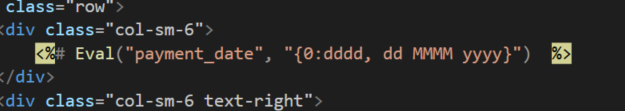 class="row">
<div class="col-sm-6">
<%# Eval("payment_date", "{0:dddd, dd MMMM yyyy}")  %>
</div>
<div class="col-sm-6 text-right">